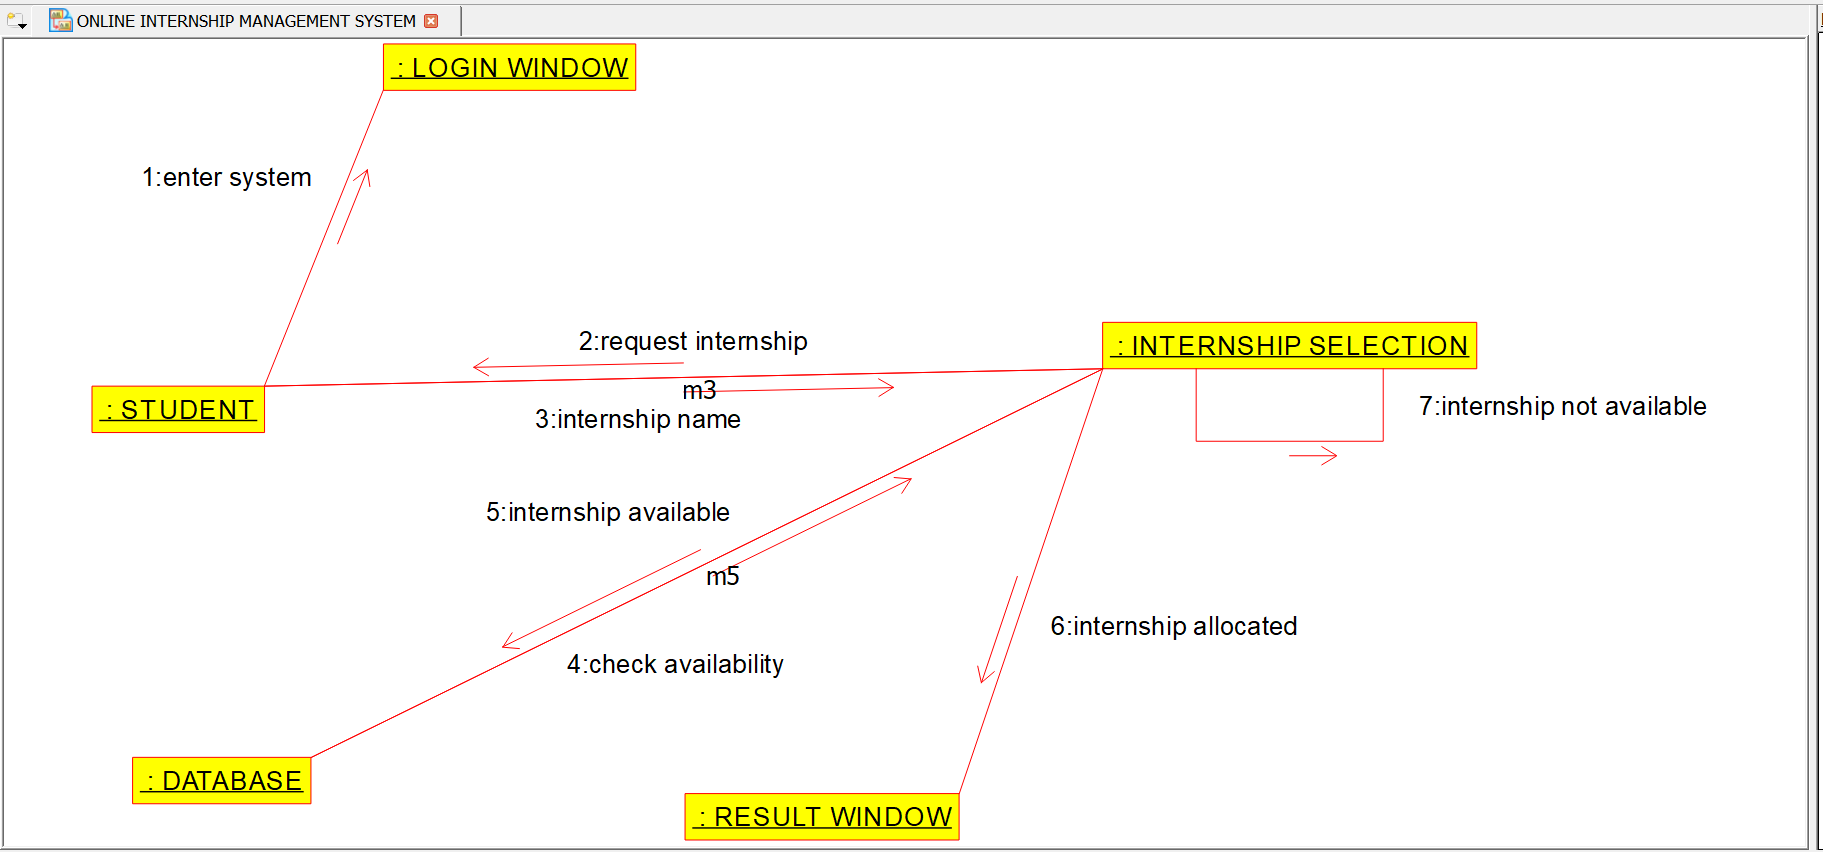 ONLINE INTERNSHIP MANAGEMENT SYSTEM
: LOGIN WINDOW
1:enter system
2:request internship
: INTERNSHIP SELECTION
m3
: STUDENT
3:internship name
7:internship not available
5:internship available
m5
6:internship allocated
4:check availability
: DATABASE
: RESULT WINDOW